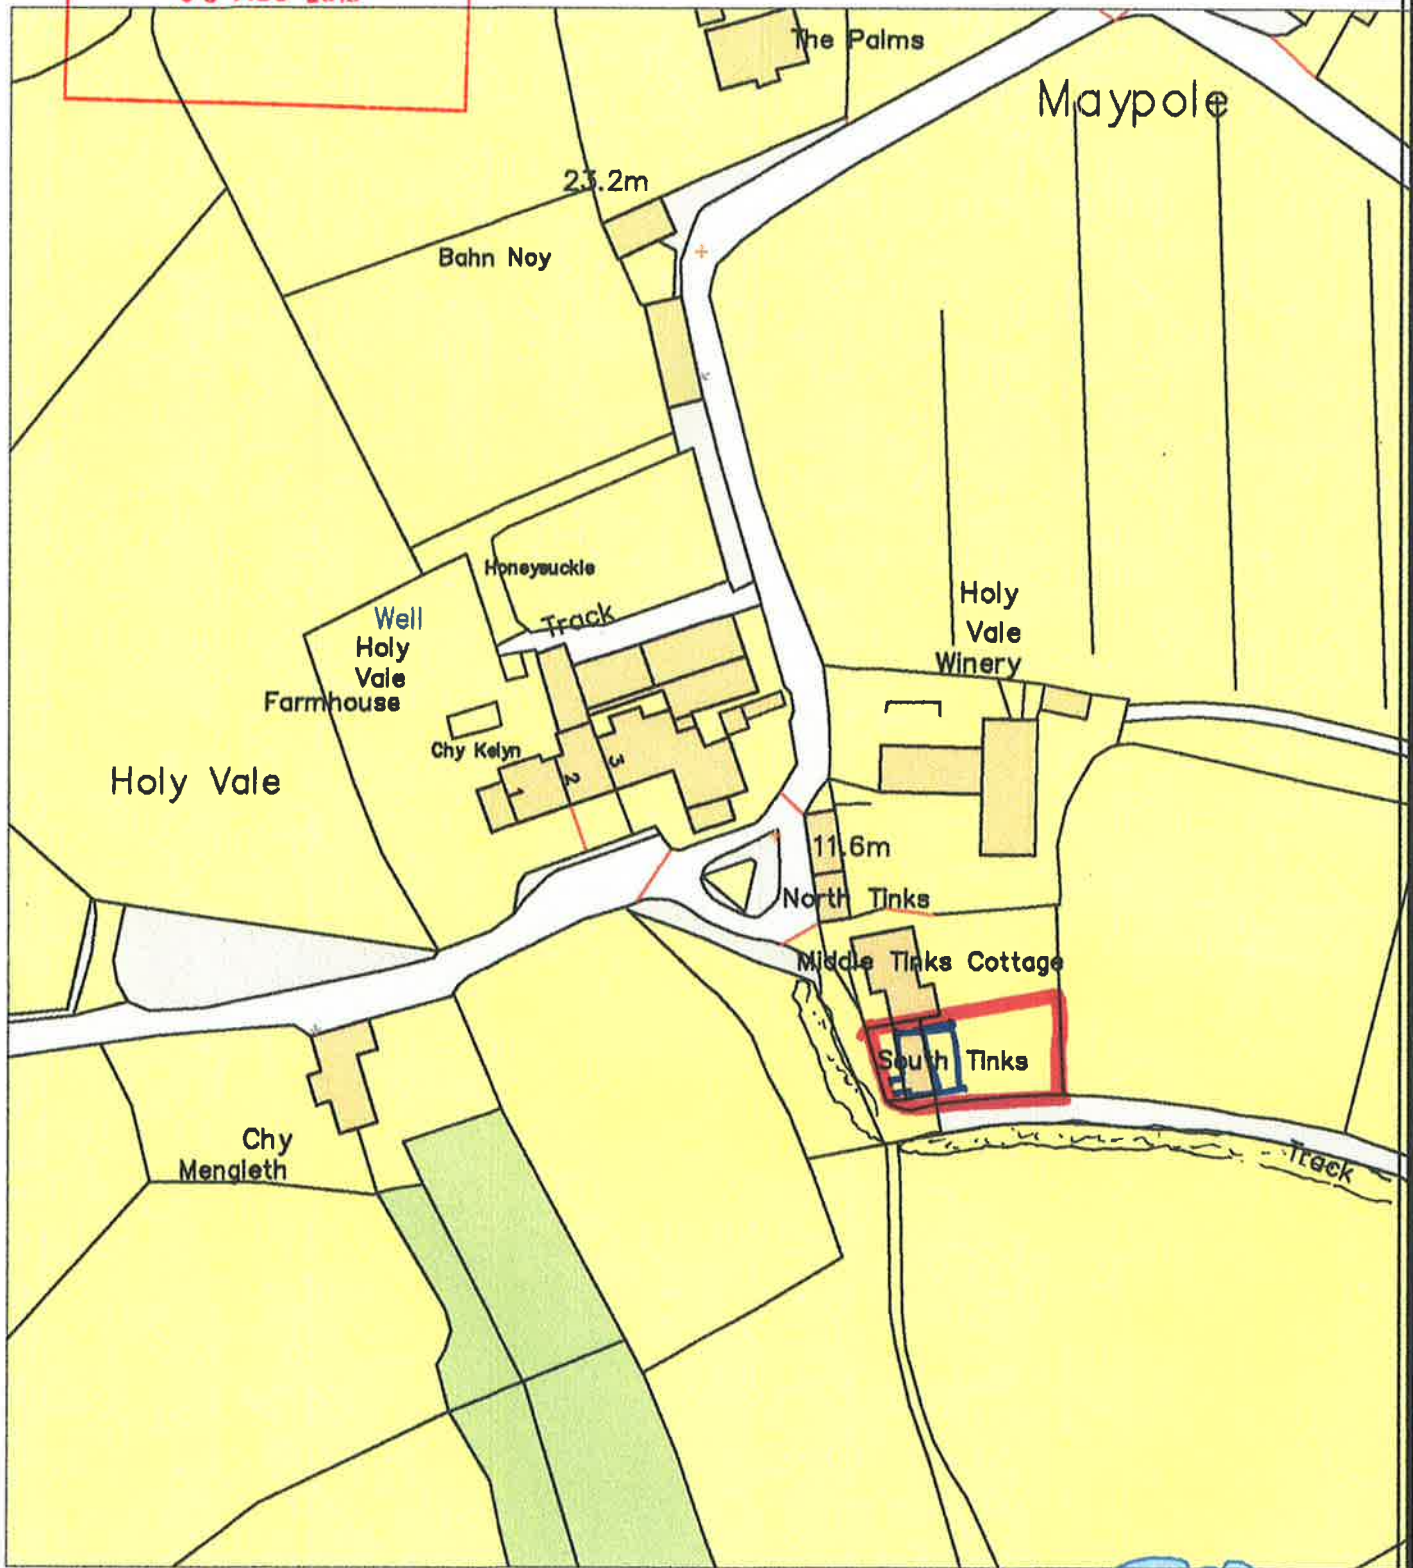 The Palms
Maypole
23.2m
Bahn Noy
Honeysuckle
Track
Well
Holy
Vale
Farmhouse
Holy
Vale
Winery
Chy Kelyn
1
2
3
Holy Vale
11.6m
North Tinks
Middle Tinks Cottage
South Tinks
Chy
Mengleth
Track